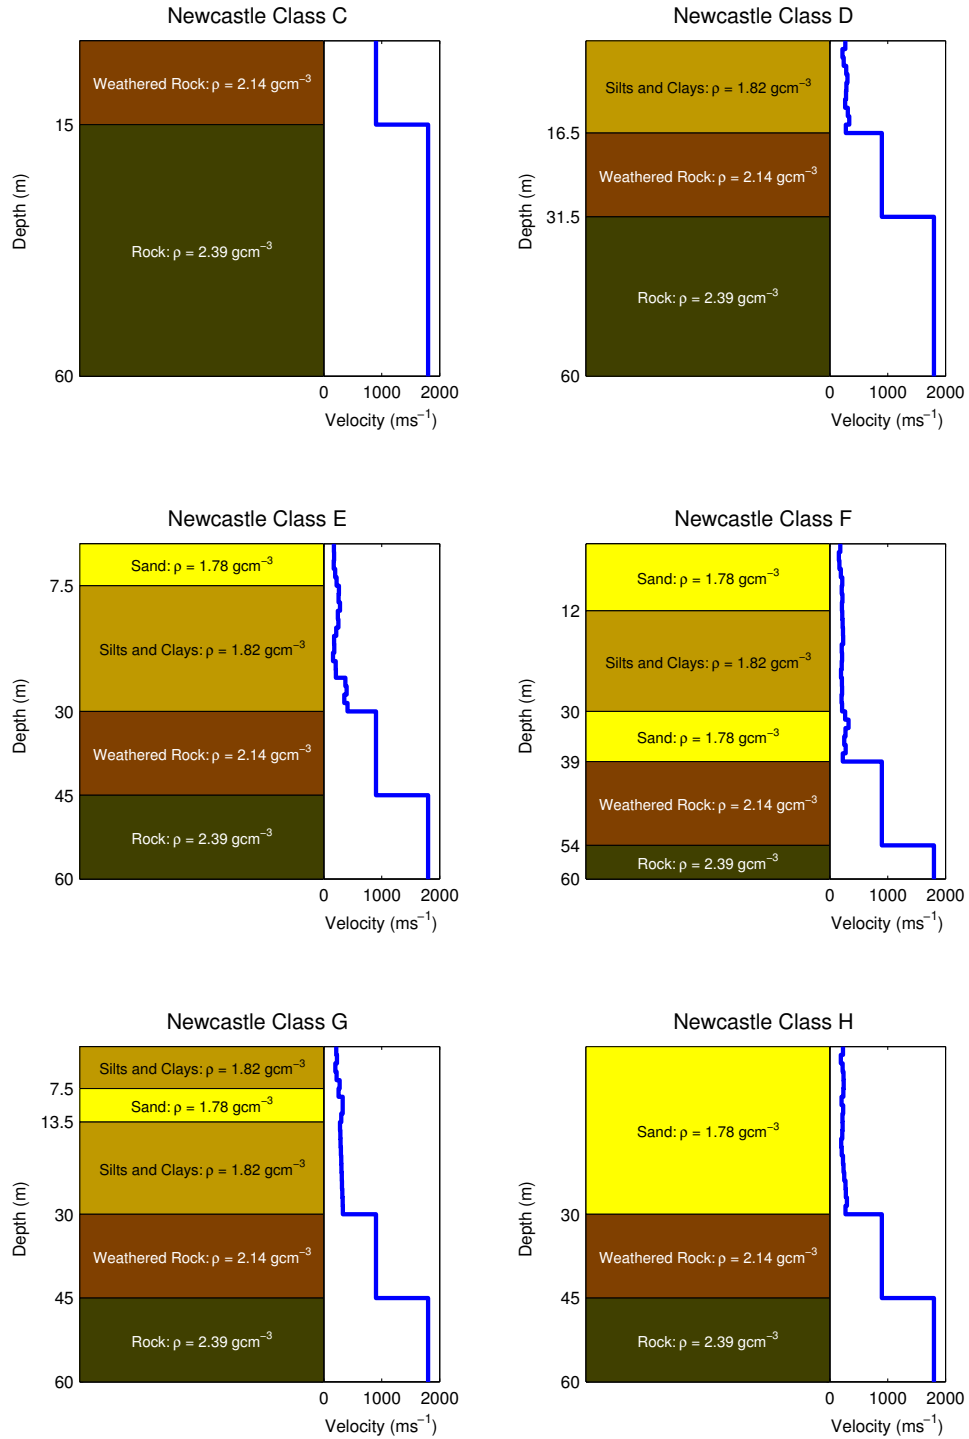 Newcastle Class C
Weathered Rock: ρ = 2.14 gcm⁻³
15
Rock: ρ = 2.39 gcm⁻³
60
Depth (m)
0 1000 2000
Velocity (ms⁻¹)
Newcastle Class D
Silts and Clays: ρ = 1.82 gcm⁻³
16.5
Weathered Rock: ρ = 2.14 gcm⁻³
31.5
Rock: ρ = 2.39 gcm⁻³
60
Depth (m)
0 1000 2000
Velocity (ms⁻¹)
Newcastle Class E
Sand: ρ = 1.78 gcm⁻³
7.5
Silts and Clays: ρ = 1.82 gcm⁻³
30
Weathered Rock: ρ = 2.14 gcm⁻³
45
Rock: ρ = 2.39 gcm⁻³
60
Depth (m)
0 1000 2000
Velocity (ms⁻¹)
Newcastle Class F
Sand: ρ = 1.78 gcm⁻³
12
Silts and Clays: ρ = 1.82 gcm⁻³
30
Sand: ρ = 1.78 gcm⁻³
39
Weathered Rock: ρ = 2.14 gcm⁻³
54
Rock: ρ = 2.39 gcm⁻³
60
Depth (m)
0 1000 2000
Velocity (ms⁻¹)
Newcastle Class G
Silts and Clays: ρ = 1.82 gcm⁻³
7.5
Sand: ρ = 1.78 gcm⁻³
13.5
Silts and Clays: ρ = 1.82 gcm⁻³
30
Weathered Rock: ρ = 2.14 gcm⁻³
45
Rock: ρ = 2.39 gcm⁻³
60
Depth (m)
0 1000 2000
Velocity (ms⁻¹)
Newcastle Class H
Sand: ρ = 1.78 gcm⁻³
30
Weathered Rock: ρ = 2.14 gcm⁻³
45
Rock: ρ = 2.39 gcm⁻³
60
Depth (m)
0 1000 2000
Velocity (ms⁻¹)